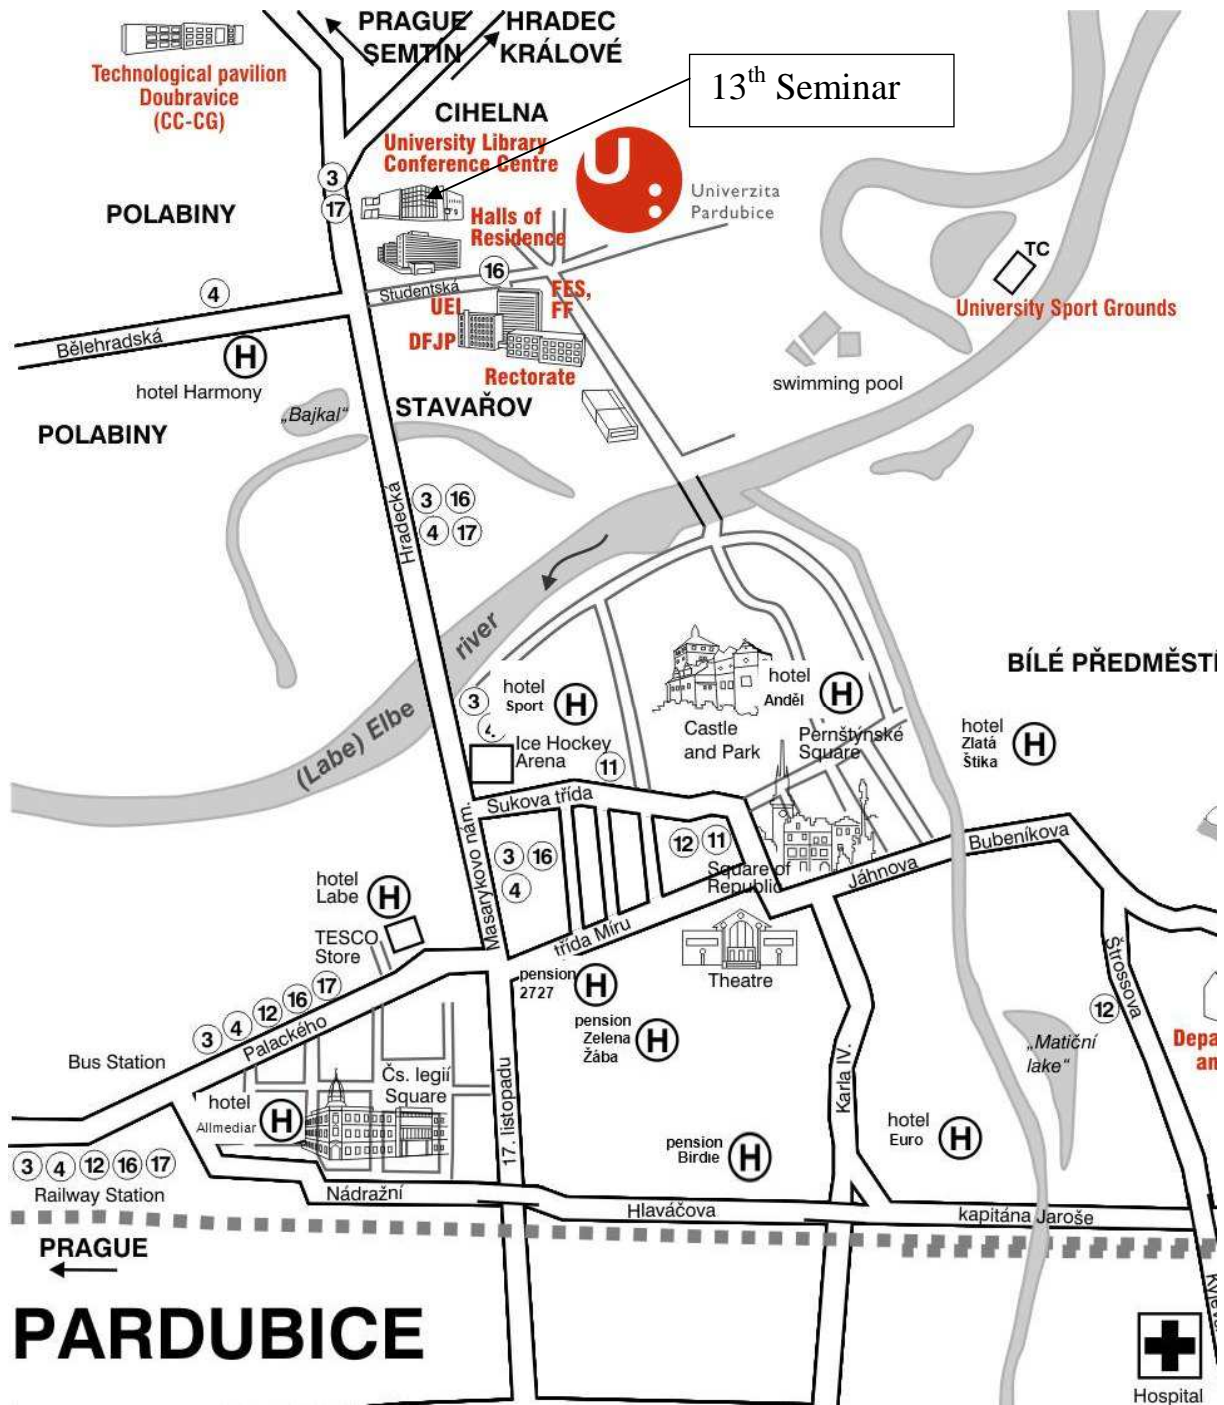 PRAGUE
SEMTÍN
HRADEC
KRÁLOVÉ
Technological pavilion
Doubravice
(CC-CG)
13th Seminar
CIHELNA
University Library
Conference Centre
U:
Univerzita
Pardubice
3
17
POLABINY
Halls of
Residence
TC
University Sport Grounds
16
Studentská
4
Bělehradská
UEI
FES,
FF
DFJP
Rectorate
H
hotel Harmony
swimming pool
„Bajkal“
STAVAŘOV
POLABINY
Hradecká
3 16
4 17
(Labe) Elbe river
BÍLÉ PŘEDMĚSTÍ
3
4
hotel
Sport
H
Ice Hockey
Arena
11
Castle
and Park
hotel
Anděl
H
Pernštýnské
Square
hotel
Zlatá
Štika
H
Sukova třída
Masarykovo nám.
3 16
4
12 11
Square of
Republic
Jáhnova
Bubeníkova
hotel
Labe
H
TESCO
Store
třída Míru
Theatre
Štrossova
12
pension
2727
H
pension
Zelena
Žába
H
3 4 12 16 17
Palackého
Bus Station
Čs. legií
Square
hotel
Allmediar
H
17. listopadu
Karla IV.
„Matiční
lake“
Depa
an
hotel
Euro
H
pension
Birdie
H
3 4 12 16 17
Railway Station
Nádražní
Hlaváčova
kapitána Jaroše
PRAGUE
PARDUBICE
Hospital